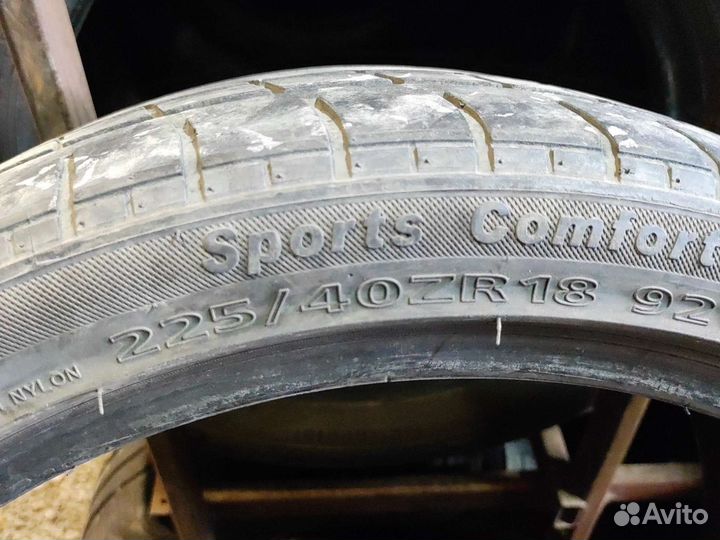 Sports Comfort
225/40ZR18 92
NYLON
Avito